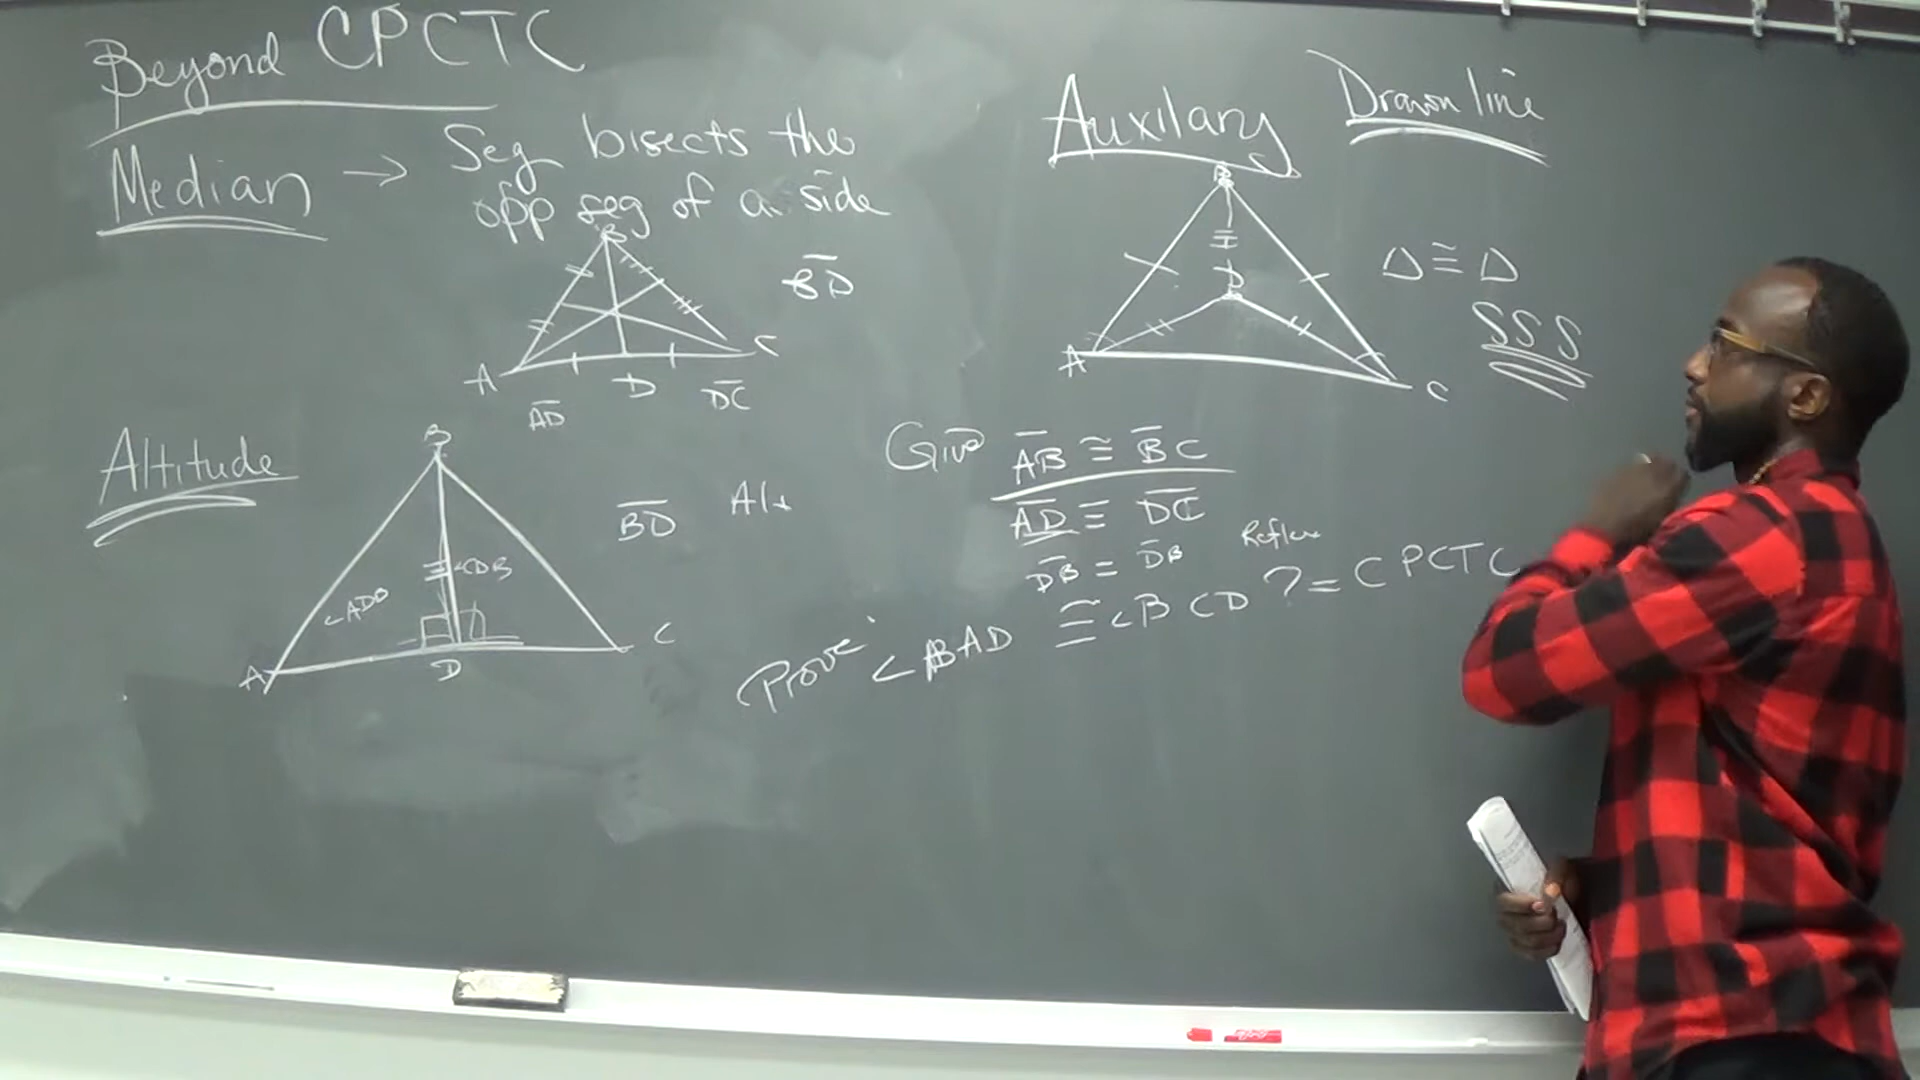 Beyond CPCTC
Median → Seg bisects the
opp seg of a side
B
A
D
C
AD
DC
BD
Altitude
B
<ADB
<CDB
A
D
C
BD Alt
Auxilary Drawn line
B
D
A
C
Δ ≅ Δ
SSS
Give AB ≅ BC
AD ≅ DC
DB = DB Reflex
Prove: <BAD ≅ <BCD ? = CPCTC